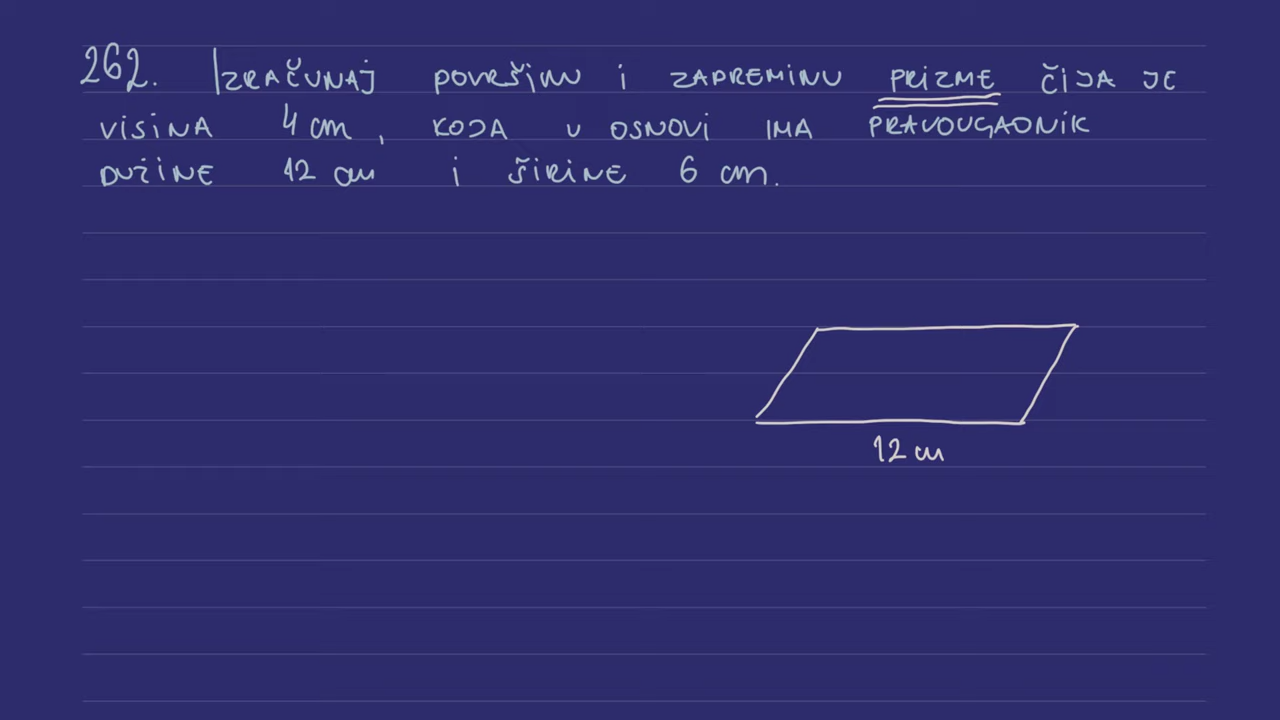 262. IZRAČUNAJ POVRŠINU I ZAPREMINU PRIZME ČIJA JE
VISINA 4 cm, KOJA U OSNOVI IMA PRAVOUGAONIK
DUŽINE 12 cm I ŠIRINE 6 cm.
12 cm